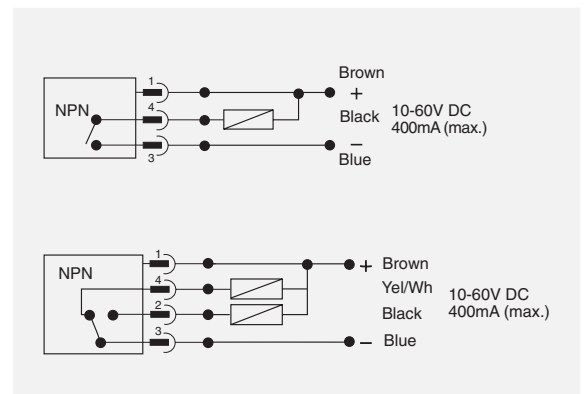 Brown
1
+
NPN
4
Black
10-60V DC
400mA (max.)
3
–
Blue
1
+ Brown
NPN
4
Yel/Wh
2
Black
10-60V DC
400mA (max.)
3
– Blue